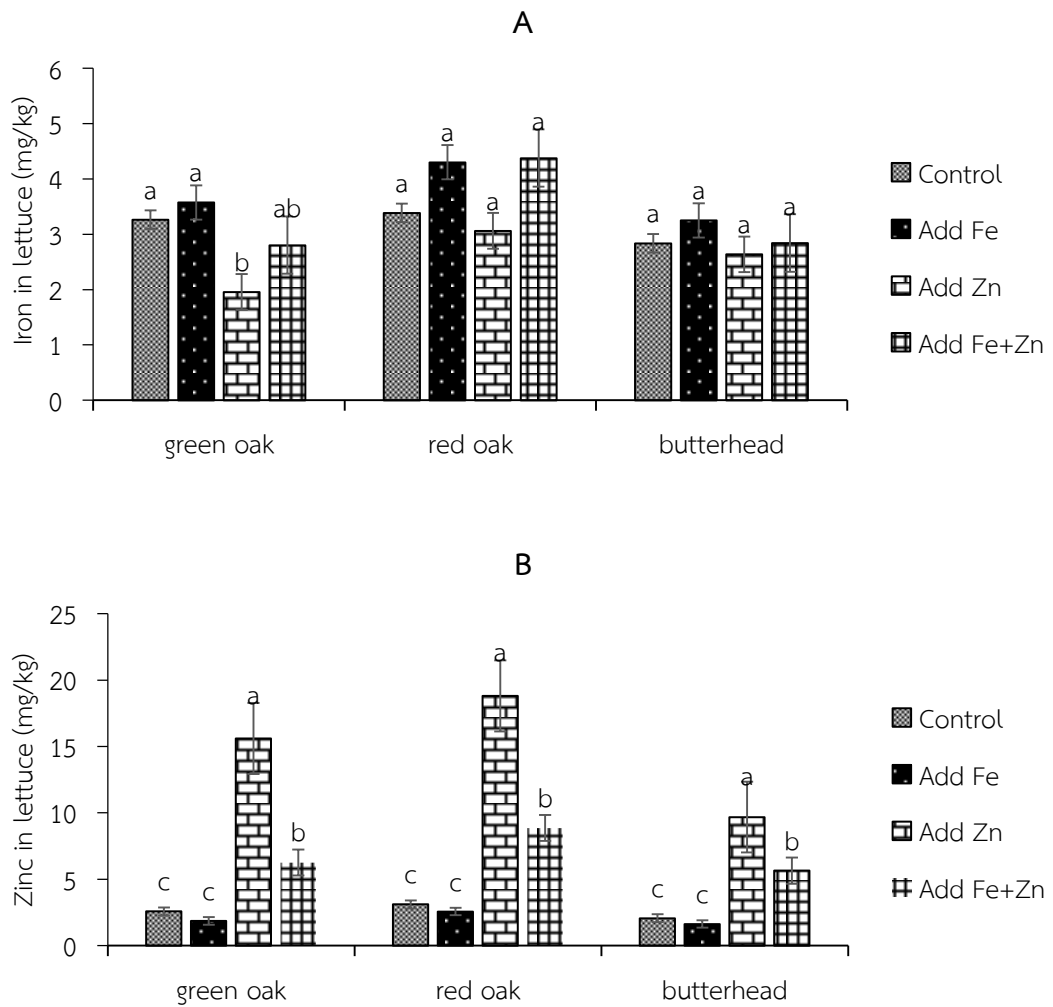 A
Iron in lettuce (mg/kg)
6
5
4
3
2
1
0
a
a
b
ab
a
a
a
a
a
a
a
a
green oak
red oak
butterhead
Control
Add Fe
Add Zn
Add Fe+Zn
B
Zinc in lettuce (mg/kg)
25
20
15
10
5
0
c
c
a
b
c
c
a
b
c
c
a
b
green oak
red oak
butterhead
Control
Add Fe
Add Zn
Add Fe+Zn